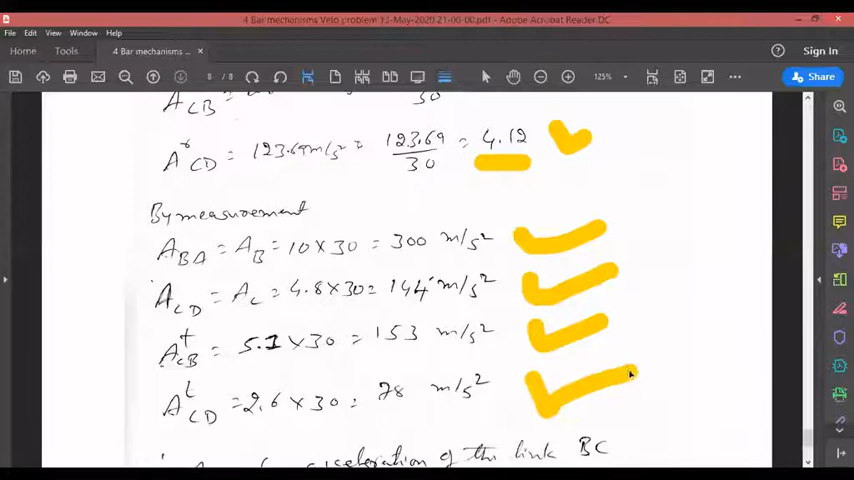 4 Bar mechanisms Velo problem 13-May-2020 21-00-00.pdf - Adobe Acrobat Reader DC
File Edit View Window Help
Home Tools 4 Bar mechanisms ... × Sign In
8 / 8 125% Share
A_CB = 30
A^r_CD = 123.69 m/s² = 123.69/30 = 4.12
By measurement
A_BA = A_B = 10 × 30 = 300 m/s²
A_CD = A_C = 4.8 × 30 = 144 m/s²
A^t_CB = 5.1 × 30 = 153 m/s²
A^t_CD = 2.6 × 30 = 78 m/s²
acceleration of the link BC